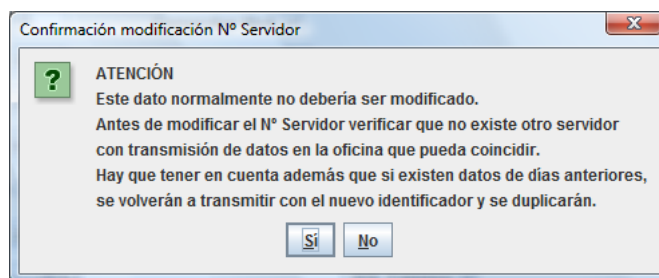 Confirmación modificación Nº Servidor
ATENCIÓN
Este dato normalmente no debería ser modificado.
Antes de modificar el Nº Servidor verificar que no existe otro servidor
con transmisión de datos en la oficina que pueda coincidir.
Hay que tener en cuenta además que si existen datos de días anteriores,
se volverán a transmitir con el nuevo identificador y se duplicarán.
Sí No